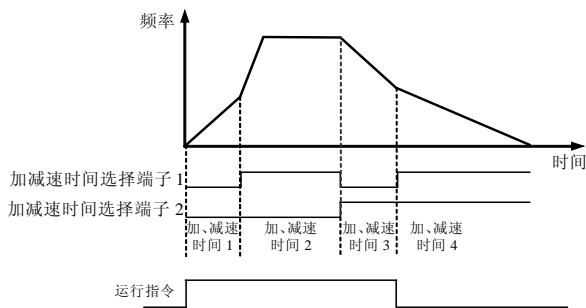 频率
时间
加减速时间选择端子 1
加减速时间选择端子 2
加、减速
时间 1
加、减速
时间 2
加、减速
时间 3
加、减速
时间 4
运行指令